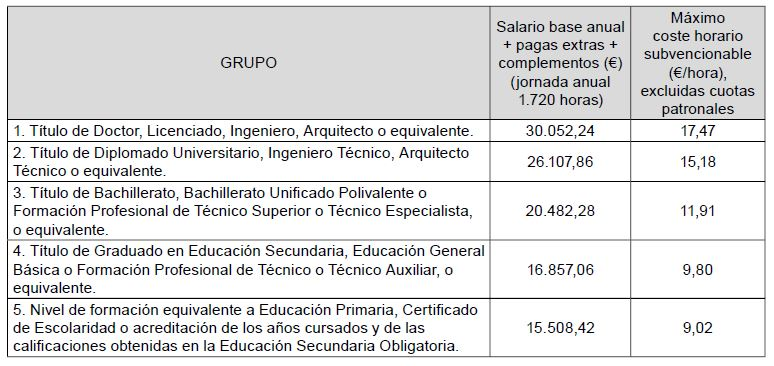 GRUPO
Salario base anual
+ pagas extras +
complementos (€)
(jornada anual
1.720 horas)
Máximo
coste horario
subvencionable
(€/hora),
excluidas cuotas
patronales
1. Título de Doctor, Licenciado, Ingeniero, Arquitecto o equivalente.
30.052,24
17,47
2. Título de Diplomado Universitario, Ingeniero Técnico, Arquitecto
Técnico o equivalente.
26.107,86
15,18
3. Título de Bachillerato, Bachillerato Unificado Polivalente o
Formación Profesional de Técnico Superior o Técnico Especialista,
o equivalente.
20.482,28
11,91
4. Título de Graduado en Educación Secundaria, Educación General
Básica o Formación Profesional de Técnico o Técnico Auxiliar, o
equivalente.
16.857,06
9,80
5. Nivel de formación equivalente a Educación Primaria, Certificado
de Escolaridad o acreditación de los años cursados y de las
calificaciones obtenidas en la Educación Secundaria Obligatoria.
15.508,42
9,02